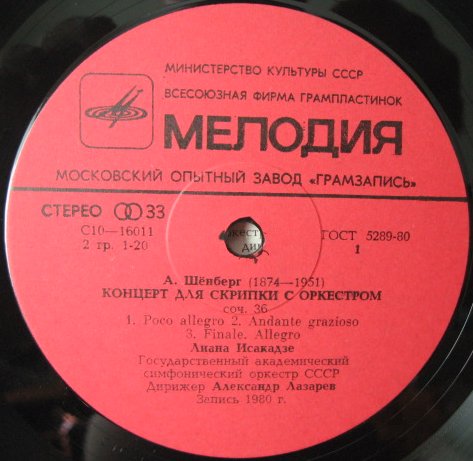 МИНИСТЕРСТВО КУЛЬТУРЫ СССР
ВСЕСОЮЗНАЯ ФИРМА ГРАМПЛАСТИНОК
МЕЛОДИЯ
МОСКОВСКИЙ ОПЫТНЫЙ ЗАВОД «ГРАМЗАПИСЬ»
СТЕРЕО 33
С10—16011
2 гр. 1-20
ГОСТ 5289-80
1
А. Шёнберг (1874—1951)
КОНЦЕРТ ДЛЯ СКРИПКИ С ОРКЕСТРОМ
соч. 36
1. Poco allegro 2. Andante grazioso
3. Finale. Allegro
Лиана Исакадзе
Государственный академический
симфонический оркестр СССР
Дирижер Александр Лазарев
Запись 1980 г.